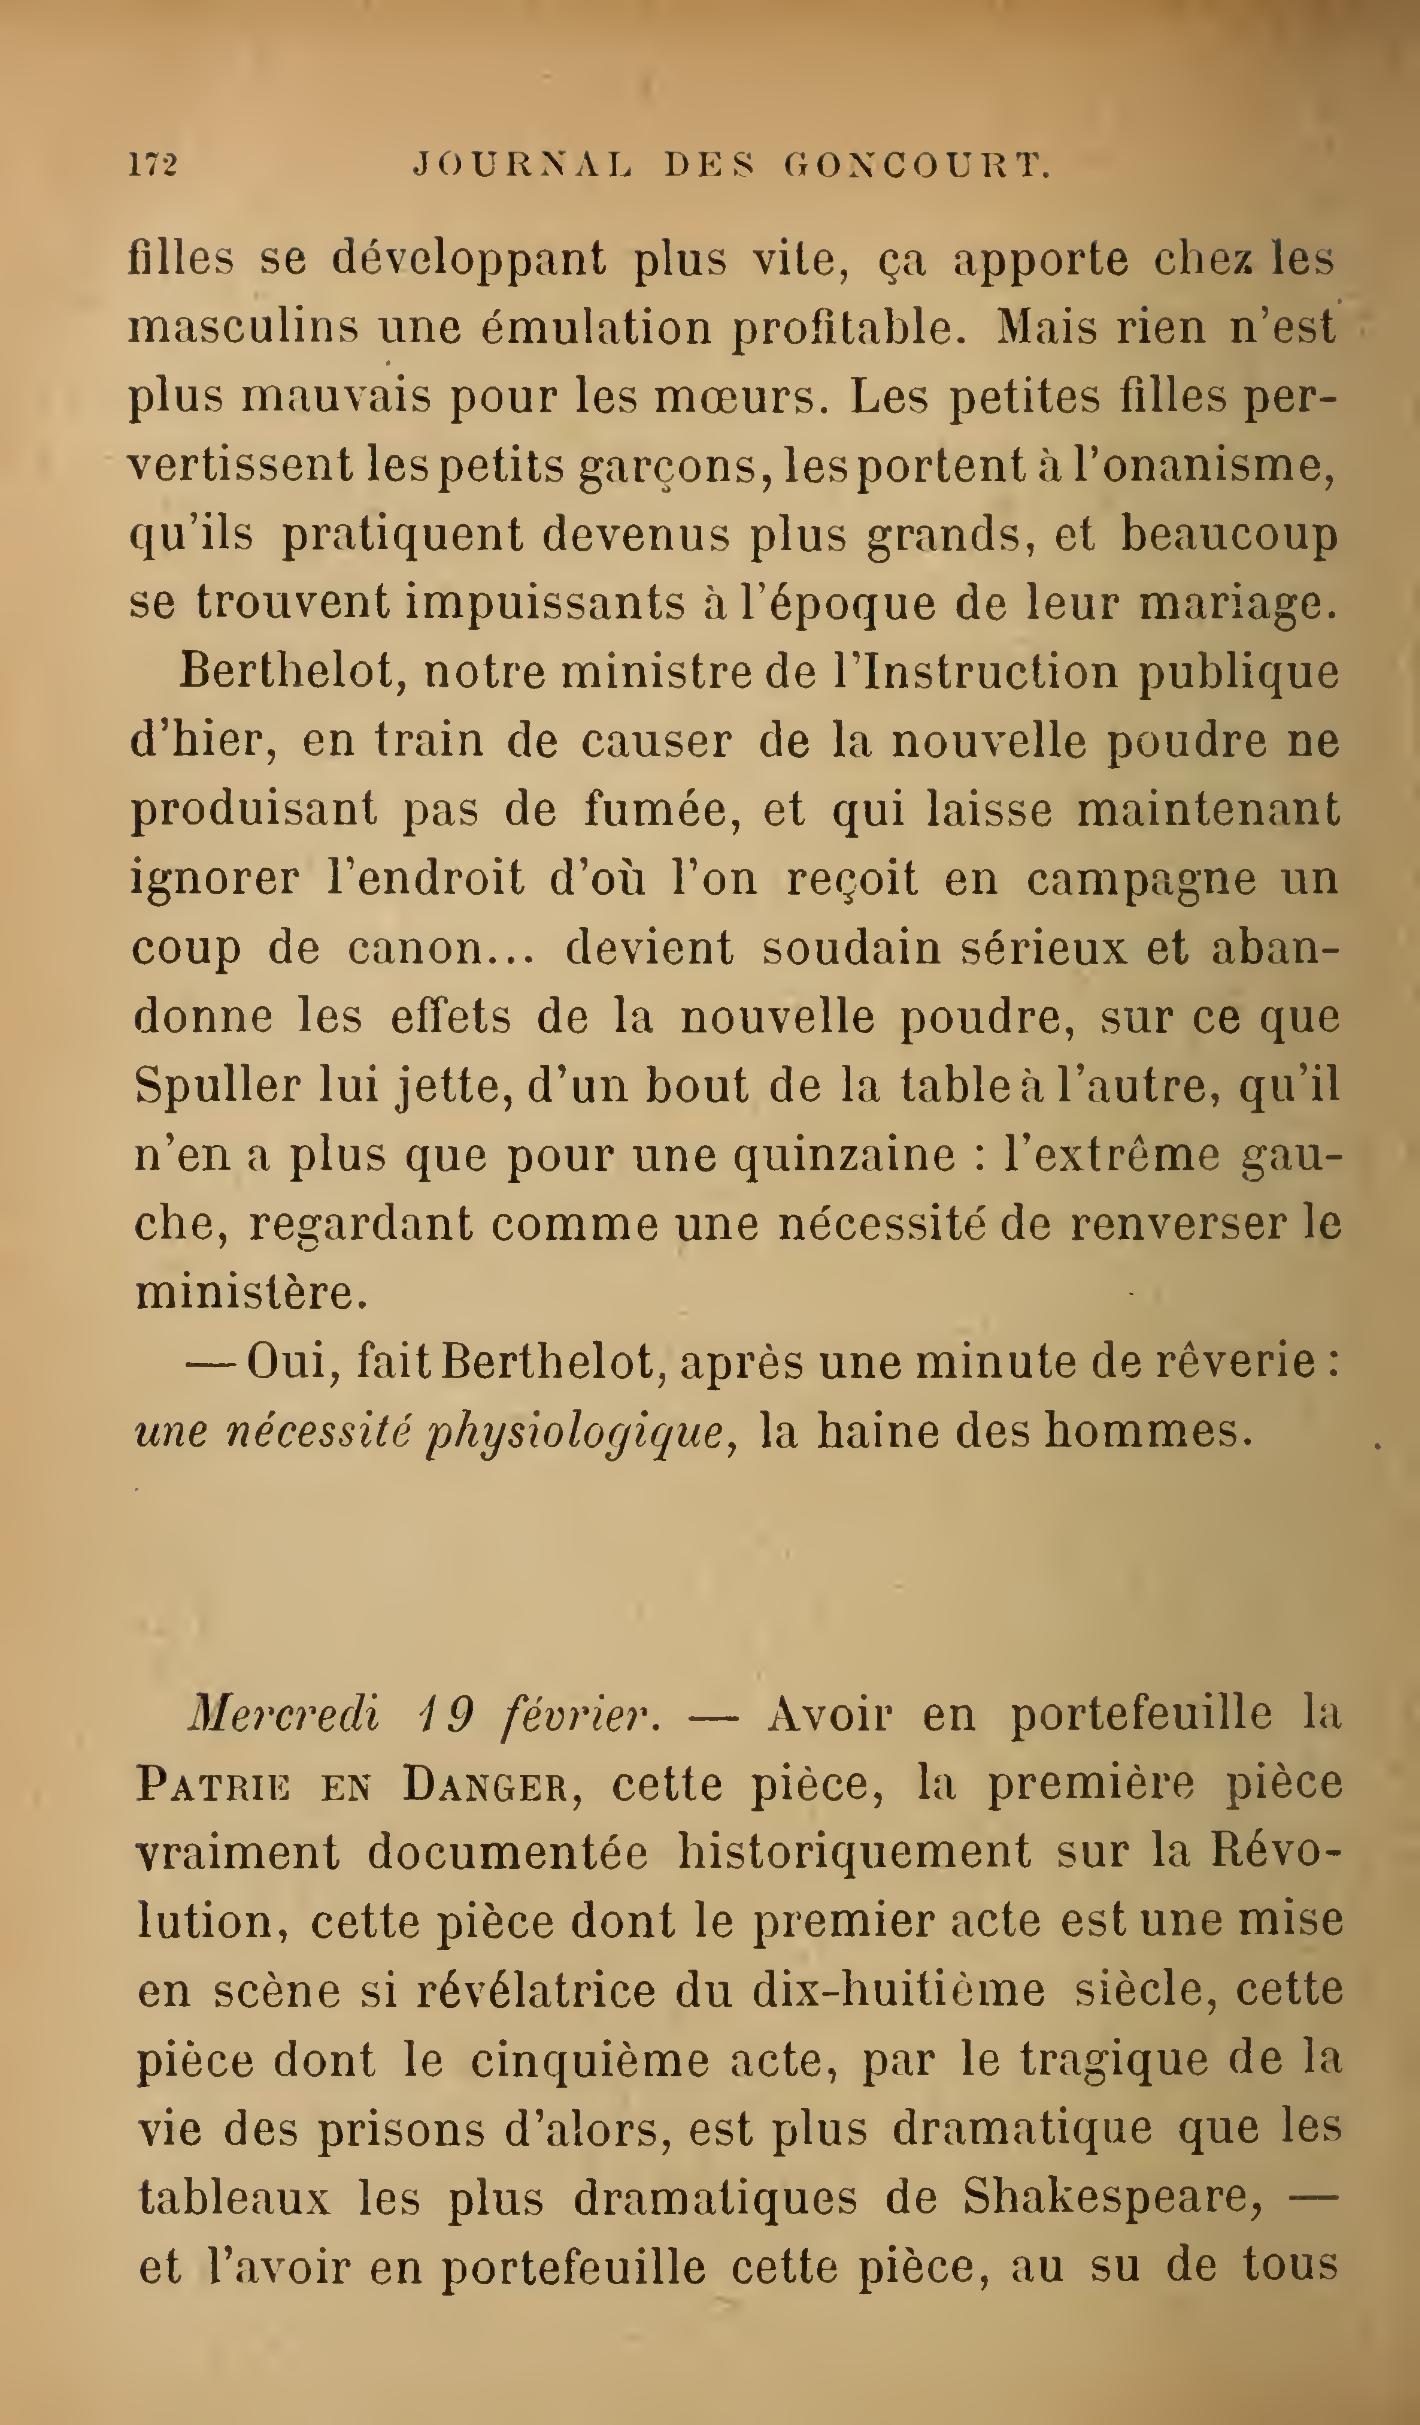 172 JOURNAL DES GONCOURT.
filles se développant plus vite, ça apporte chez les
masculins une émulation profitable. Mais rien n'est
plus mauvais pour les mœurs. Les petites filles per-
vertissent les petits garçons, les portent à l'onanisme,
qu'ils pratiquent devenus plus grands, et beaucoup
se trouvent impuissants à l'époque de leur mariage.
Berthelot, notre ministre de l'Instruction publique
d'hier, en train de causer de la nouvelle poudre ne
produisant pas de fumée, et qui laisse maintenant
ignorer l'endroit d'où l'on reçoit en campagne un
coup de canon... devient soudain sérieux et aban-
donne les effets de la nouvelle poudre, sur ce que
Spuller lui jette, d'un bout de la table à l'autre, qu'il
n'en a plus que pour une quinzaine : l'extrême gau-
che, regardant comme une nécessité de renverser le
ministère.
— Oui, fait Berthelot, après une minute de rêverie :
une nécessité physiologique, la haine des hommes.
Mercredi 19 février. — Avoir en portefeuille la
PATRIE EN DANGER, cette pièce, la première pièce
vraiment documentée historiquement sur la Révo-
lution, cette pièce dont le premier acte est une mise
en scène si révélatrice du dix-huitième siècle, cette
pièce dont le cinquième acte, par le tragique de la
vie des prisons d'alors, est plus dramatique que les
tableaux les plus dramatiques de Shakespeare, —
et l'avoir en portefeuille cette pièce, au su de tous